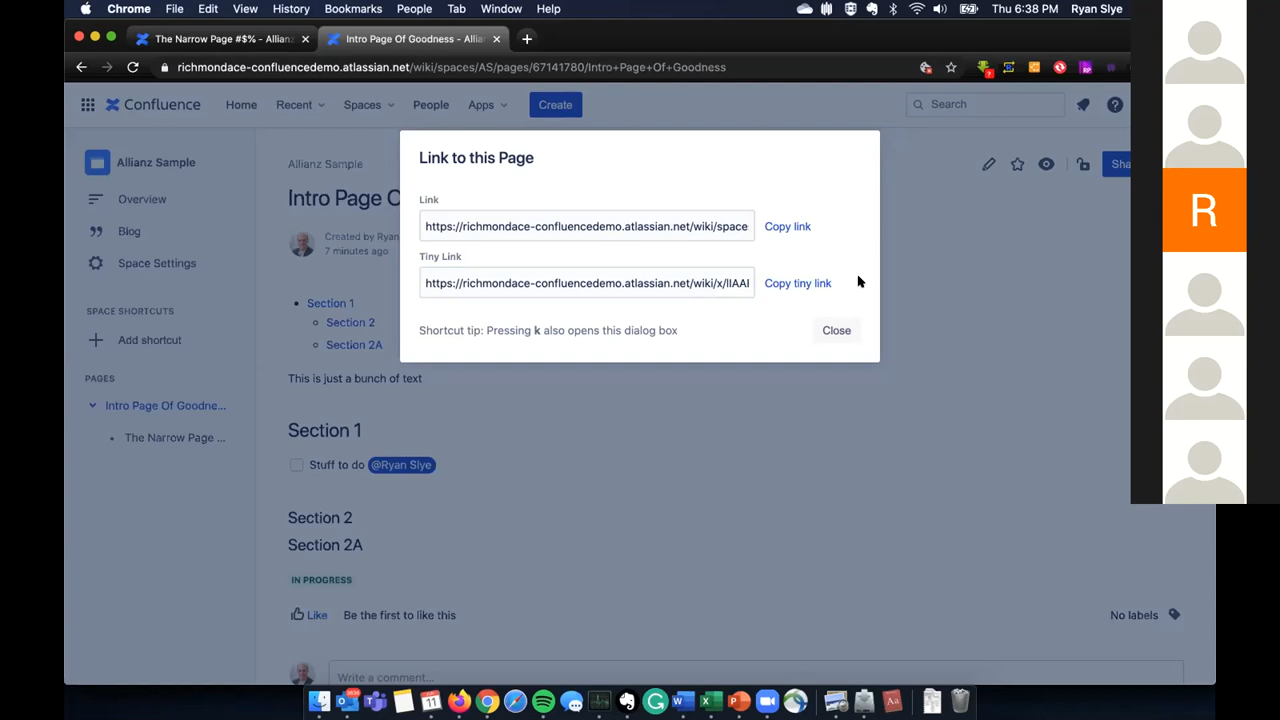 Chrome File Edit View History Bookmarks People Tab Window Help Thu 6:38 PM Ryan Slye
The Narrow Page #$% - Allianz Intro Page Of Goodness - Allia
richmondace-confluencedemo.atlassian.net/wiki/spaces/AS/pages/67141780/Intro+Page+Of+Goodness
Confluence Home Recent Spaces People Apps Create Search
Allianz Sample
Overview
Blog
Space Settings
SPACE SHORTCUTS
Add shortcut
PAGES
Intro Page Of Goodne...
The Narrow Page ...
Allianz Sample
Sha
Intro Page O
Created by Ryan
7 minutes ago
Section 1
Section 2
Section 2A
This is just a bunch of text
Section 1
Stuff to do @Ryan Slye
Section 2
Section 2A
IN PROGRESS
Like Be the first to like this No labels
Write a comment...
Link to this Page
Link
https://richmondace-confluencedemo.atlassian.net/wiki/space Copy link
Tiny Link
https://richmondace-confluencedemo.atlassian.net/wiki/x/ Copy tiny link
Shortcut tip: Pressing k also opens this dialog box Close
R